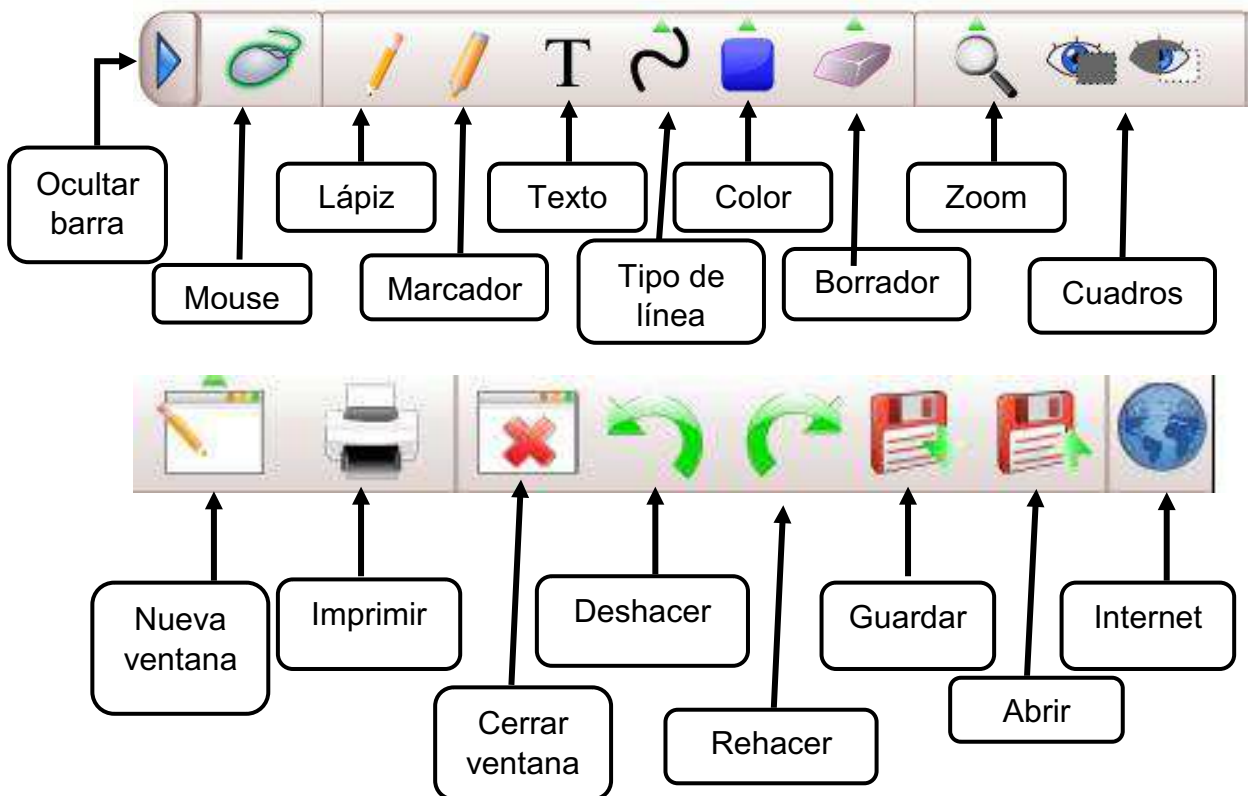 T
Ocultar
barra
Mouse
Lápiz
Marcador
Texto
Tipo de
línea
Color
Borrador
Zoom
Cuadros
Nueva
ventana
Imprimir
Cerrar
ventana
Deshacer
Rehacer
Guardar
Abrir
Internet